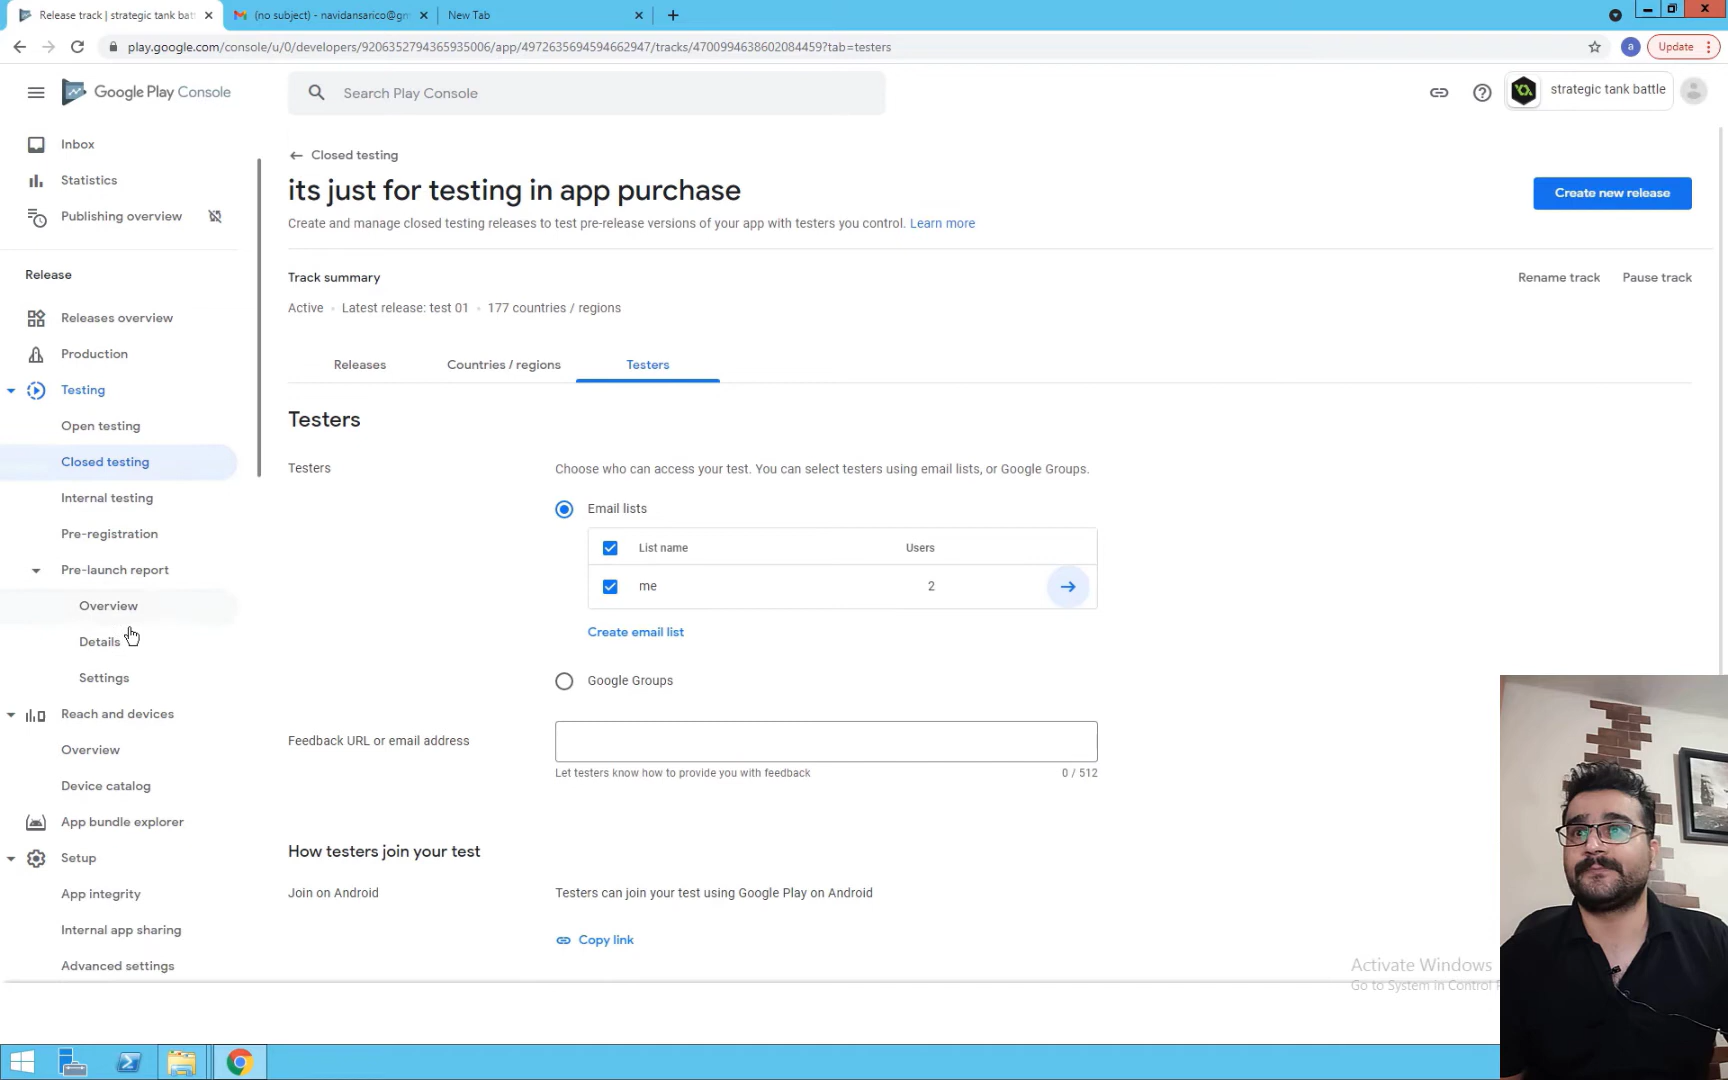 Release track | strategic tank batt
(no subject) - navidansarico@gm
New Tab
play.google.com/console/u/0/developers/9206352794365935006/app/4972635694594662947/tracks/4700994638602084459?tab=testers
a
Update
Google Play Console
Search Play Console
strategic tank battle
Inbox
Statistics
Publishing overview
Release
Releases overview
Production
Testing
Open testing
Closed testing
Internal testing
Pre-registration
Pre-launch report
Overview
Details
Settings
Reach and devices
Overview
Device catalog
App bundle explorer
Setup
App integrity
Internal app sharing
Advanced settings
Closed testing
its just for testing in app purchase
Create new release
Create and manage closed testing releases to test pre-release versions of your app with testers you control. Learn more
Track summary
Rename track
Pause track
Active • Latest release: test 01 • 177 countries / regions
Releases
Countries / regions
Testers
Testers
Testers
Choose who can access your test. You can select testers using email lists, or Google Groups.
Email lists
List name
Users
me
2
Create email list
Google Groups
Feedback URL or email address
Let testers know how to provide you with feedback
0 / 512
How testers join your test
Join on Android
Testers can join your test using Google Play on Android
Copy link
Activate Windows
Go to System in Control